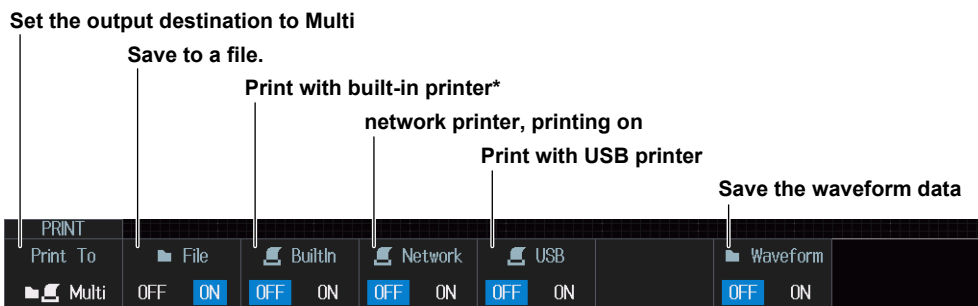 Set the output destination to Multi
Save to a file.
Print with built-in printer*
network printer, printing on
Print with USB printer
Save the waveform data
PRINT
Print To File BuiltIn Network USB Waveform
Multi OFF ON OFF ON OFF ON OFF ON OFF ON